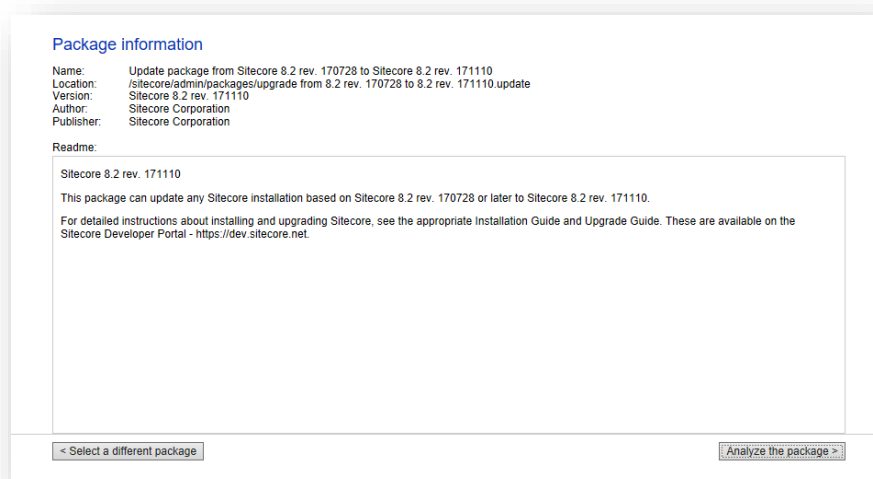 Package information
Name: Update package from Sitecore 8.2 rev. 170728 to Sitecore 8.2 rev. 171110
Location: /sitecore/admin/packages/upgrade from 8.2 rev. 170728 to 8.2 rev. 171110.update
Version: Sitecore 8.2 rev. 171110
Author: Sitecore Corporation
Publisher: Sitecore Corporation
Readme:
Sitecore 8.2 rev. 171110
This package can update any Sitecore installation based on Sitecore 8.2 rev. 170728 or later to Sitecore 8.2 rev. 171110.
For detailed instructions about installing and upgrading Sitecore, see the appropriate Installation Guide and Upgrade Guide. These are available on the
Sitecore Developer Portal - https://dev.sitecore.net.
< Select a different package
Analyze the package >